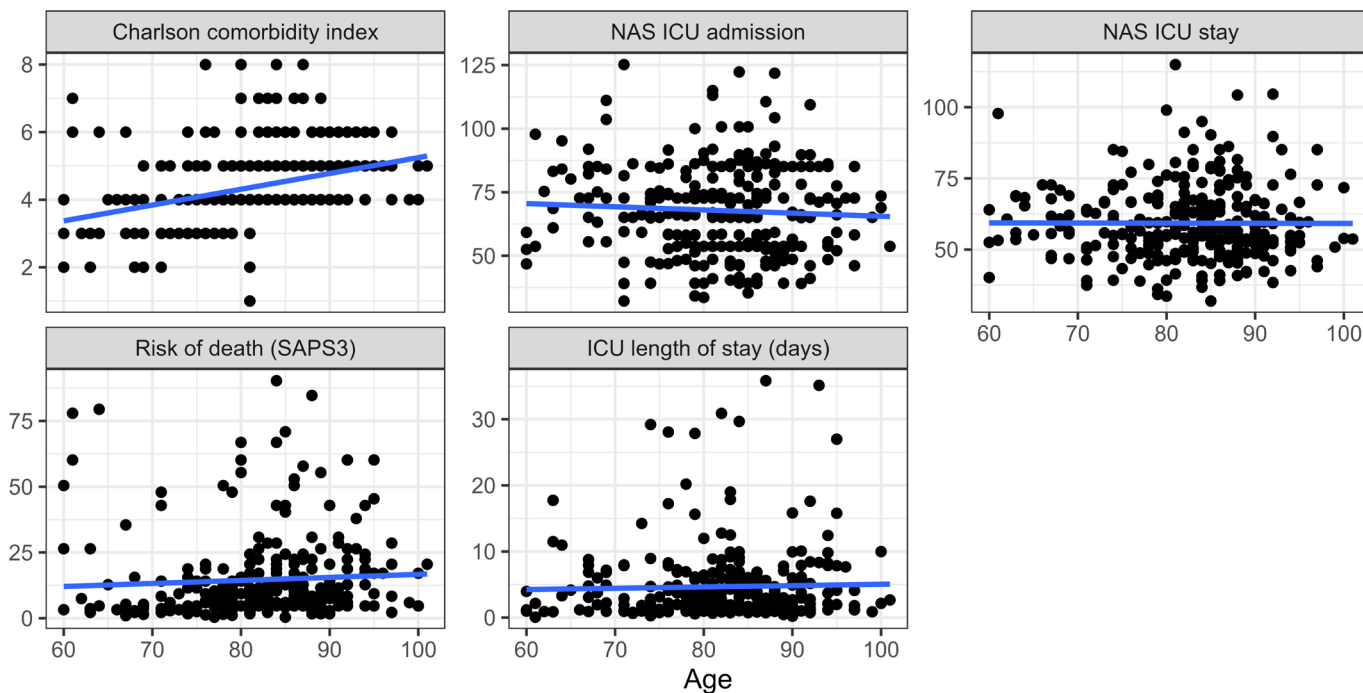 Charlson comorbidity index
NAS ICU admission
NAS ICU stay
8
6
4
2
125
100
75
50
100
75
50
60 70 80 90 100
Risk of death (SAPS3)
ICU length of stay (days)
75
50
25
0
30
20
10
0
60 70 80 90 100
60 70 80 90 100
Age